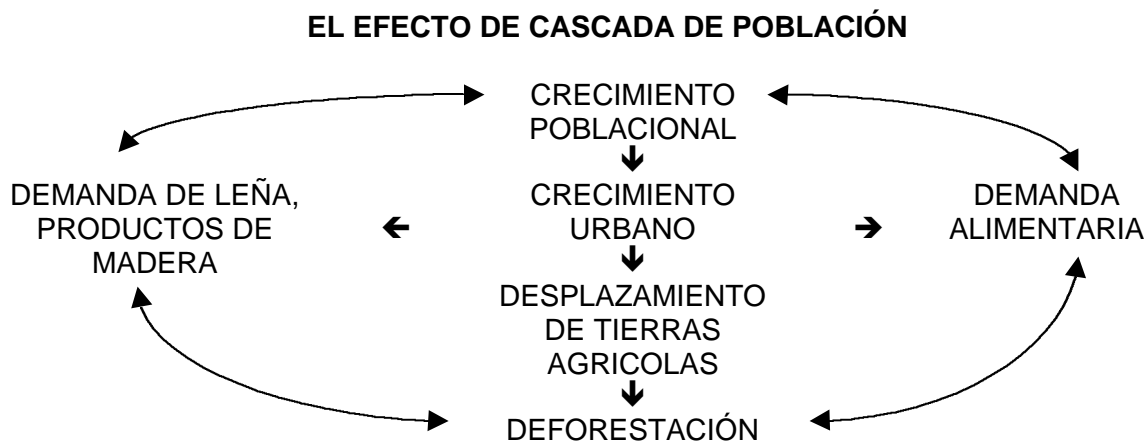 EL EFECTO DE CASCADA DE POBLACIÓN
CRECIMIENTO
POBLACIONAL
DEMANDA DE LEÑA,
PRODUCTOS DE
MADERA
CRECIMIENTO
URBANO
DEMANDA
ALIMENTARIA
DESPLAZAMIENTO
DE TIERRAS
AGRICOLAS
DEFORESTACIÓN